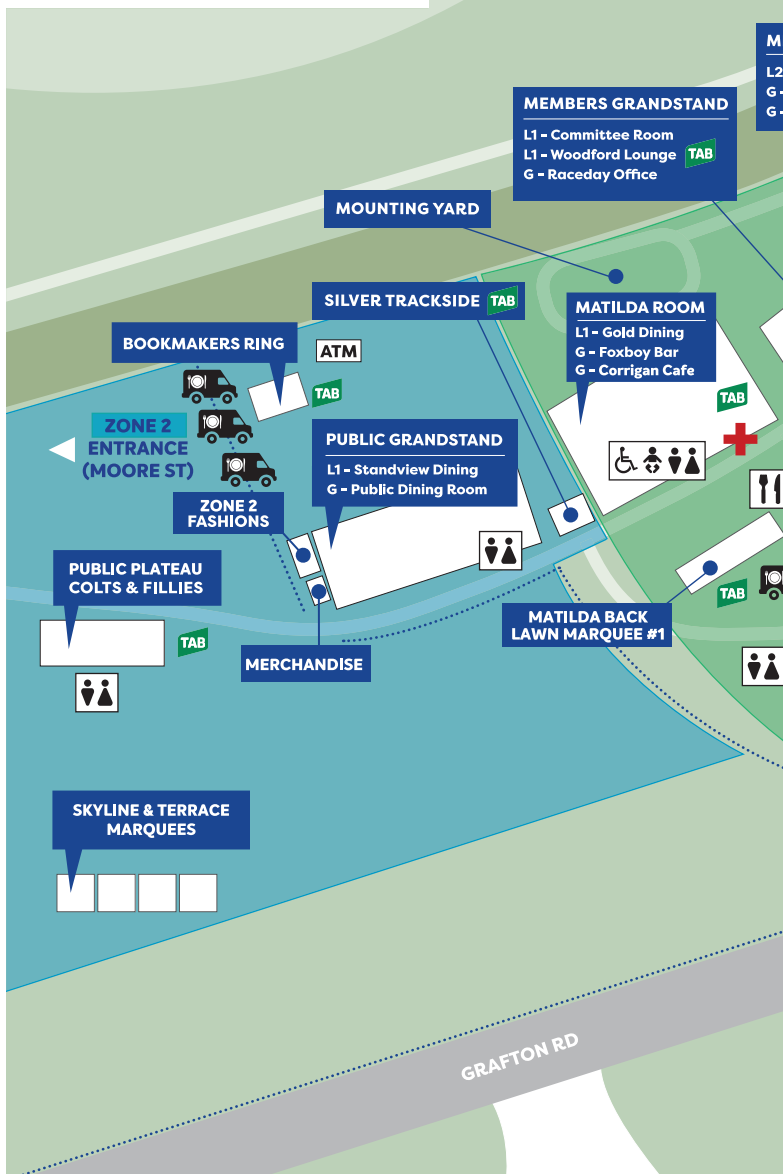 M
L2
G -
G -
MEMBERS GRANDSTAND
L1 - Committee Room
L1 - Woodford Lounge TAB
G - Raceday Office
MOUNTING YARD
SILVER TRACKSIDE TAB
MATILDA ROOM
L1 - Gold Dining
G - Foxboy Bar
G - Corrigan Cafe
TAB
BOOKMAKERS RING
ATM
TAB
ZONE 2
ENTRANCE
(MOORE ST)
PUBLIC GRANDSTAND
L1 - Standview Dining
G - Public Dining Room
ZONE 2
FASHIONS
PUBLIC PLATEAU
COLTS & FILLIES
TAB
MERCHANDISE
MATILDA BACK
LAWN MARQUEE #1
TAB
SKYLINE & TERRACE
MARQUEES
GRAFTON RD